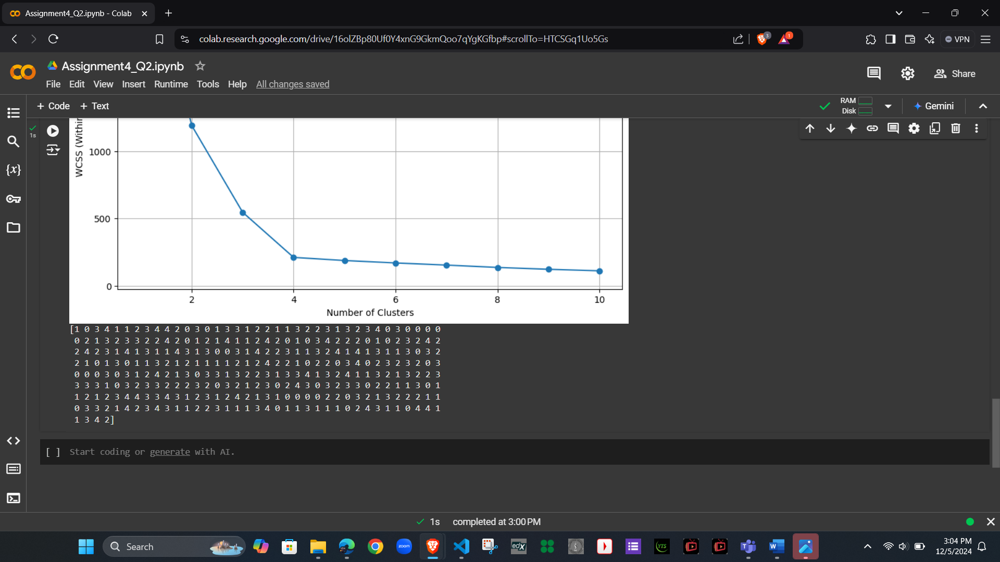 Assignment4_Q2.ipynb - Colab
colab.research.google.com/drive/16olZBp80Uf0Y4xnG9GkmQoo7qYgKGfbp#scrollTo=HTCSGq1Uo5Gs
3
1
VPN
Assignment4_Q2.ipynb
File Edit View Insert Runtime Tools Help All changes saved
Share
+ Code + Text
RAM
Disk
Gemini
1s
WCSS (Within
1000
500
0
2 4 6 8 10
Number of Clusters
[1 0 3 4 1 1 2 3 4 4 2 0 3 0 1 3 3 1 2 2 1 1 3 2 2 3 1 3 2 3 4 0 3 0 0 0 0
0 2 1 3 2 3 3 2 2 4 2 0 1 2 1 4 1 1 2 4 2 0 1 0 3 4 2 2 2 0 1 0 2 3 2 4 2
2 4 2 3 1 4 1 3 1 1 4 3 1 3 0 0 3 1 4 2 2 3 1 1 3 2 4 1 4 1 3 1 1 3 0 3 2
2 1 0 1 3 0 1 1 3 2 1 2 1 1 1 1 2 1 2 4 2 2 1 0 2 2 0 3 4 0 2 3 2 3 2 0 3
0 0 0 3 0 3 1 2 4 2 1 3 0 3 3 1 3 2 2 3 1 3 3 4 1 3 2 4 1 1 3 2 1 3 2 2 3
3 3 3 1 0 3 2 3 3 2 2 2 3 2 0 3 2 1 2 3 0 2 4 3 0 3 2 3 3 0 2 2 1 1 3 0 1
1 2 1 2 3 4 4 3 3 4 3 1 2 3 1 2 4 2 1 3 1 0 0 0 0 2 2 0 3 2 1 3 2 2 2 1 1
0 3 3 2 1 4 2 3 4 3 1 1 2 2 3 1 1 1 3 4 0 1 1 3 1 1 1 0 2 4 3 1 1 0 4 4 1
1 3 4 2]
[ ] Start coding or generate with AI.
1s completed at 3:00 PM
Search
zoom
edX
YTS
T
W
3:04 PM
12/5/2024